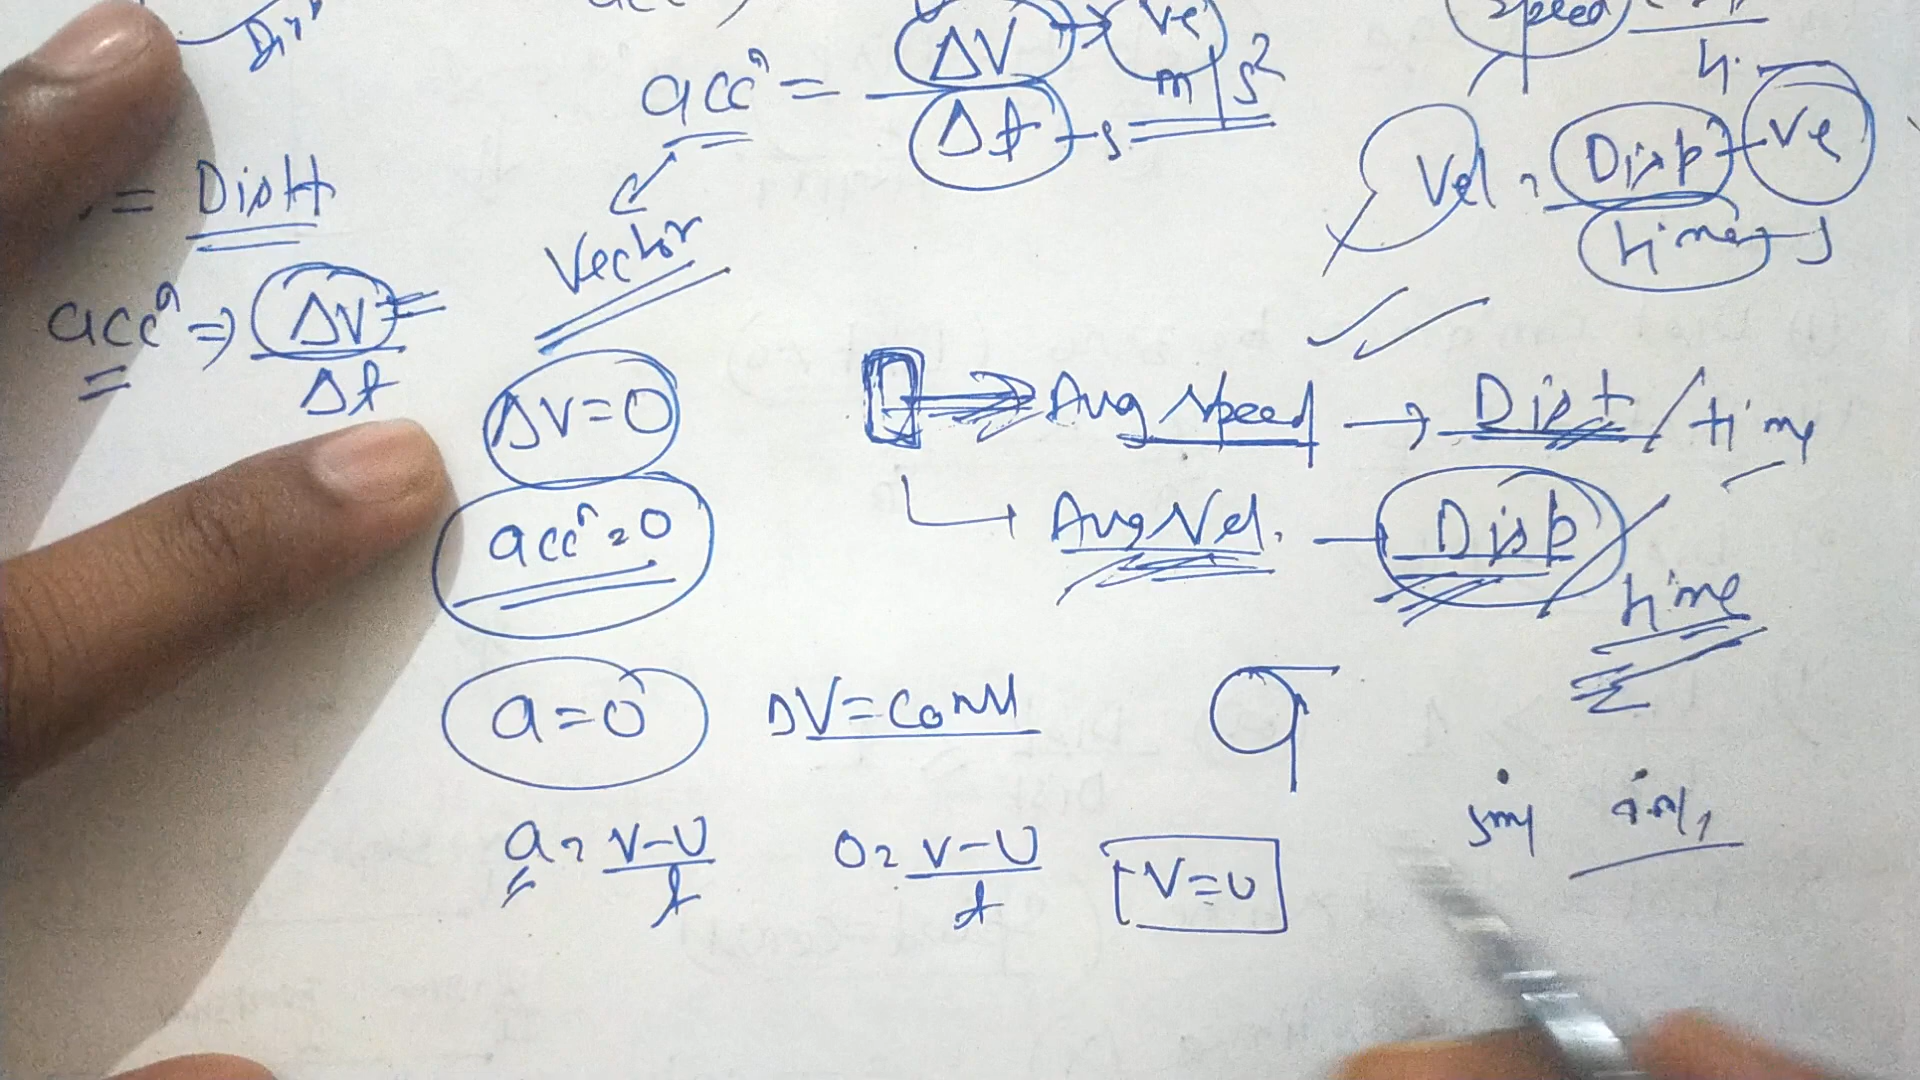 acc^n = ΔV → Ve
Δt - s m/s²
Speed
t
Vel = Disp - Ve
time - s
= Dist
Vector
acc^n ⇒ ΔV =
Δt
ΔV = 0
Avg Speed → Dist / time
acc^n = 0
Avg Vel. - Disp / time
a = 0 ΔV = Const a
a = V-U / t 0 = V-U / t V = U